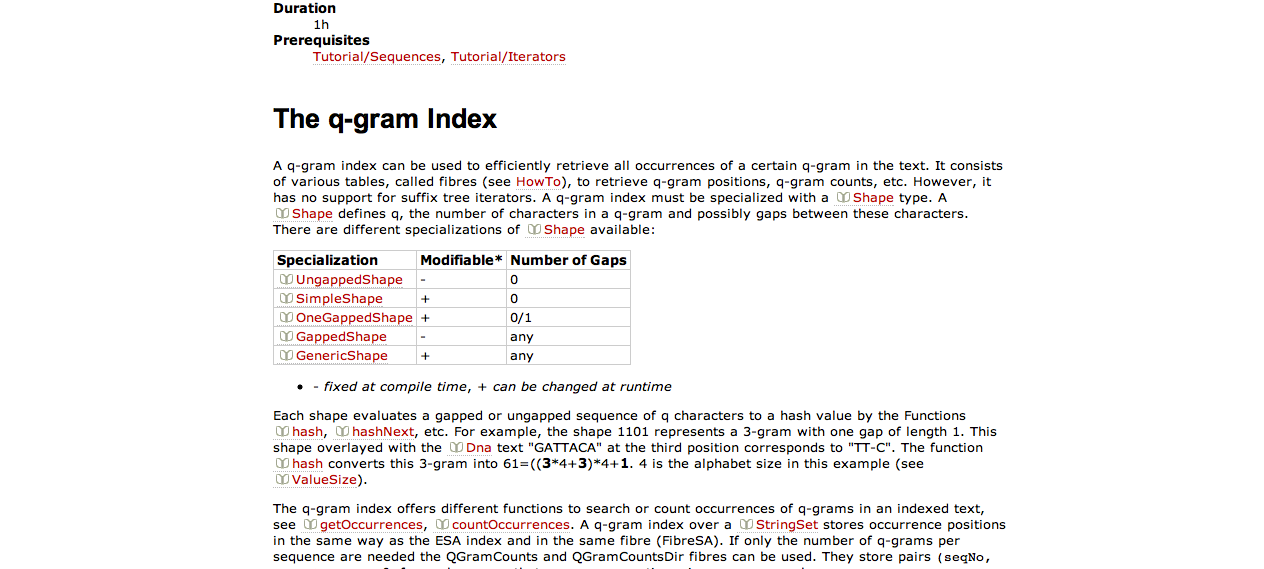 Duration
1h
Prerequisites
Tutorial/Sequences, Tutorial/Iterators
The q-gram Index
A q-gram index can be used to efficiently retrieve all occurrences of a certain q-gram in the text. It consists
of various tables, called fibres (see HowTo), to retrieve q-gram positions, q-gram counts, etc. However, it
has no support for suffix tree iterators. A q-gram index must be specialized with a Shape type. A
Shape defines q, the number of characters in a q-gram and possibly gaps between these characters.
There are different specializations of Shape available:
Specialization Modifiable* Number of Gaps
UngappedShape - 0
SimpleShape + 0
OneGappedShape + 0/1
GappedShape - any
GenericShape + any
• - fixed at compile time, + can be changed at runtime
Each shape evaluates a gapped or ungapped sequence of q characters to a hash value by the Functions
hash, hashNext, etc. For example, the shape 1101 represents a 3-gram with one gap of length 1. This
shape overlayed with the Dna text "GATTACA" at the third position corresponds to "TT-C". The function
hash converts this 3-gram into 61=((3*4+3)*4+1. 4 is the alphabet size in this example (see
ValueSize).
The q-gram index offers different functions to search or count occurrences of q-grams in an indexed text,
see getOccurrences, countOccurrences. A q-gram index over a StringSet stores occurrence positions
in the same way as the ESA index and in the same fibre (FibreSA). If only the number of q-grams per
sequence are needed the QGramCounts and QGramCountsDir fibres can be used. They store pairs (seqNo,